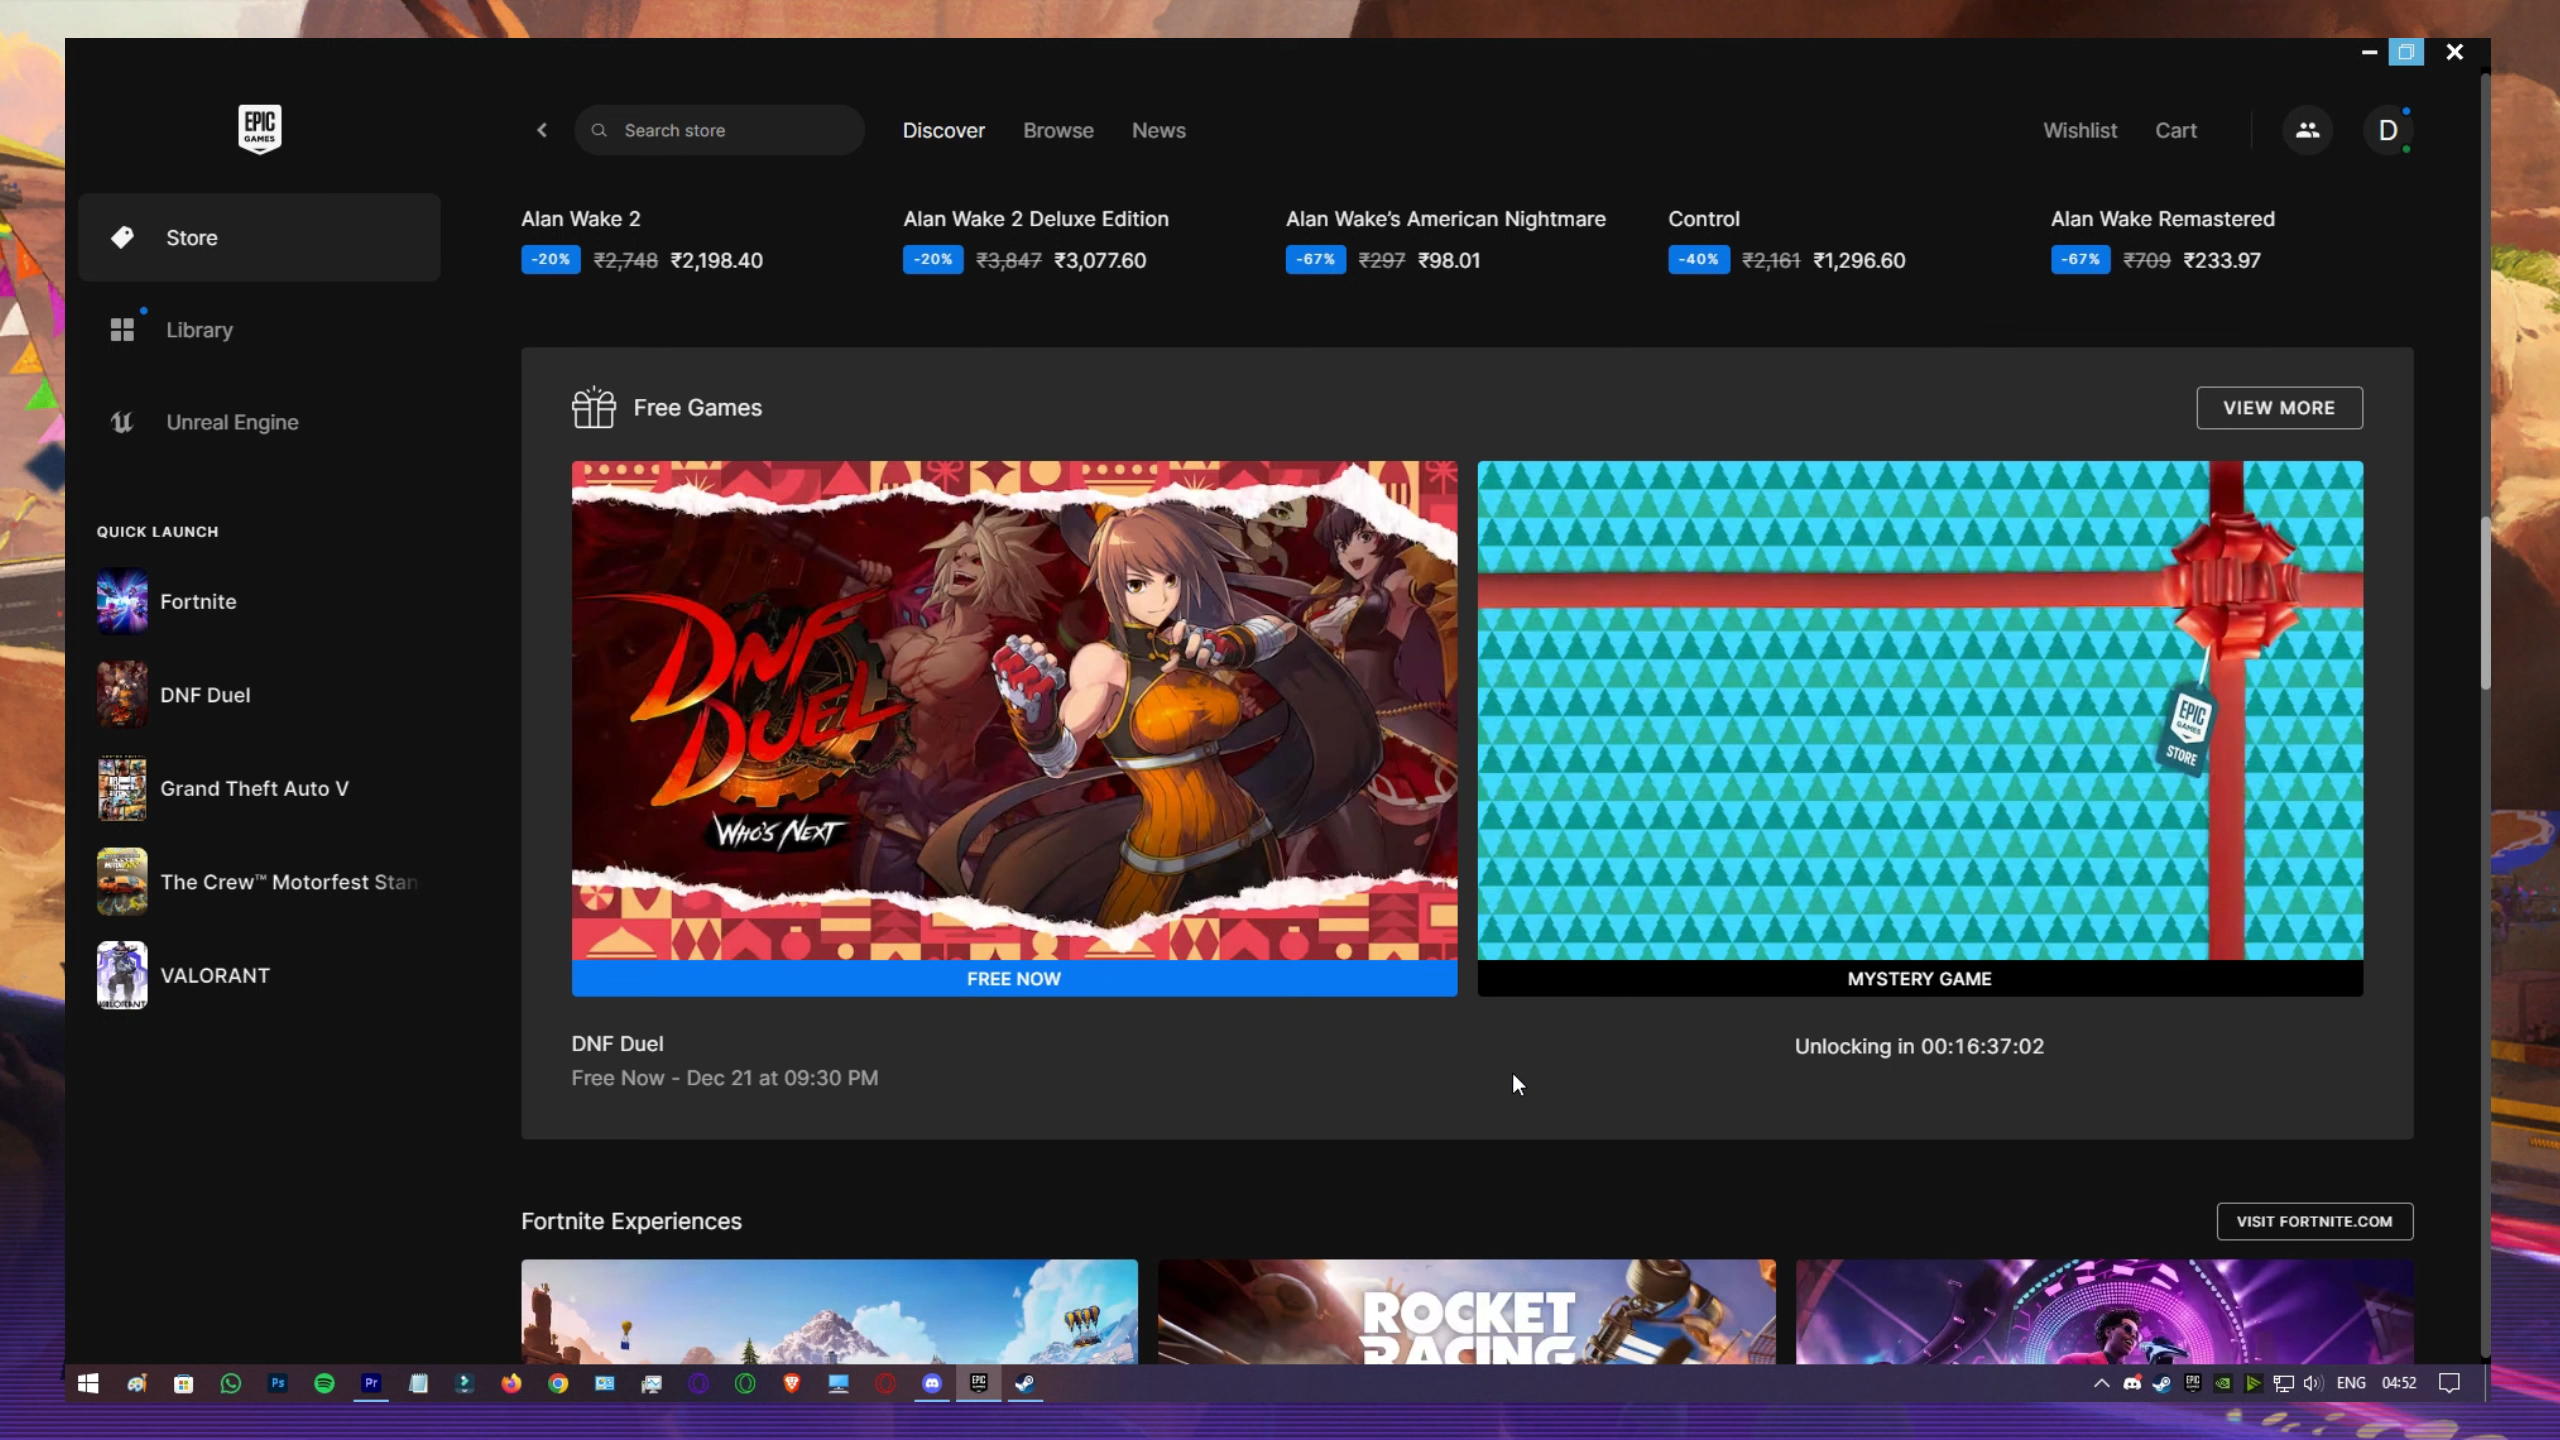 EPIC GAMES
Search store
Discover
Browse
News
Wishlist
Cart
D
Store
Library
Unreal Engine
QUICK LAUNCH
Fortnite
DNF Duel
Grand Theft Auto V
The Crew™ Motorfest Stan
VALORANT
Alan Wake 2
-20% ₹2,748 ₹2,198.40
Alan Wake 2 Deluxe Edition
-20% ₹3,847 ₹3,077.60
Alan Wake's American Nightmare
-67% ₹297 ₹98.01
Control
-40% ₹2,161 ₹1,296.60
Alan Wake Remastered
-67% ₹709 ₹233.97
Free Games
VIEW MORE
DNF
DUEL
WHO'S NEXT
FREE NOW
DNF Duel
Free Now - Dec 21 at 09:30 PM
EPIC
GAMES
STORE
MYSTERY GAME
Unlocking in 00:16:37:02
Fortnite Experiences
VISIT FORTNITE.COM
ROCKET
RACING
Ps
Pr
EPIC
ENG
04:52